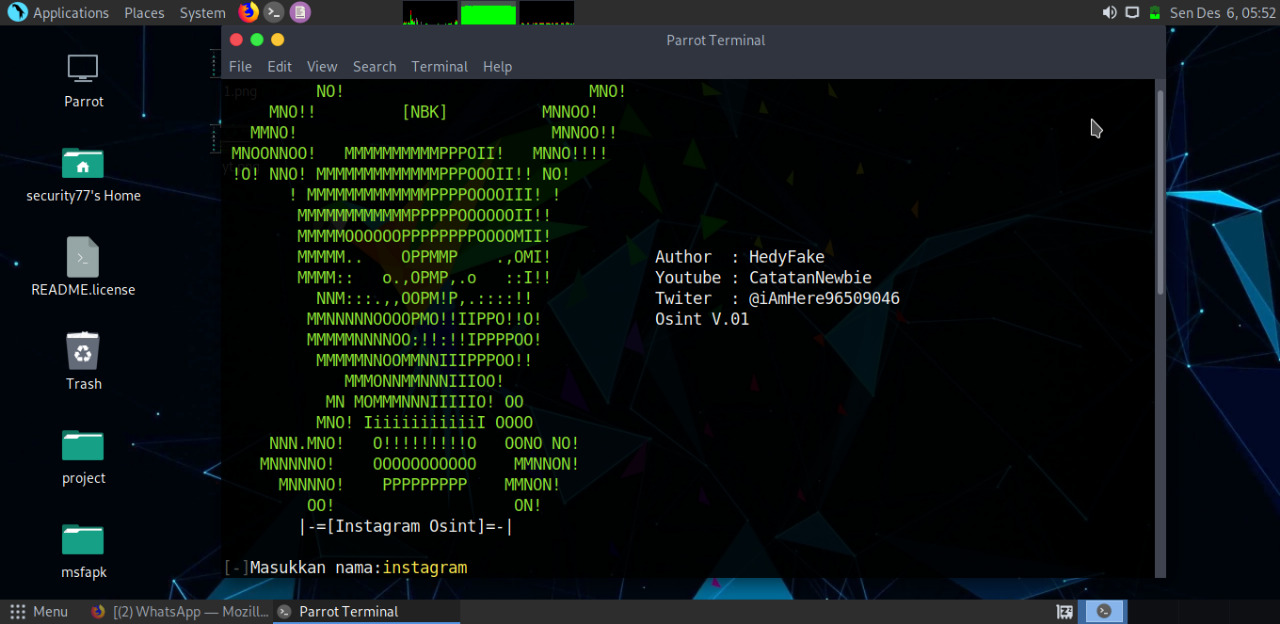 Applications Places System Sen Des 6, 05:52
Parrot Terminal
File Edit View Search Terminal Help
Parrot
security77's Home
README.license
Trash
project
msfapk
1.png
NO! MNO!
MNO!! [NBK] MNNOO!
MMNO! MNNOO!!
MNOONNOO! MMMMMMMMMMPPPOII! MNNO!!!!
!O! NNO! MMMMMMMMMMMMMPPPOOOII!! NO!
! MMMMMMMMMMMMMPPPPOOOOIII! !
MMMMMMMMMMMMPPPPPOOOOOOII!!
MMMMMOOOOOOPPPPPPPPOOOOMII!
MMMMM.. OPPMMP .,OMI!
MMMM:: o.,OPMP,.o ::I!!
NNM:::.,,OOPM!P,.::::!!
MMNNNNNOOOOPMO!!IIPPO!!O!
MMMMMNNNNOO:!!:!!IPPPPOO!
MMMMMNNOOMMNNIIIPPPOO!!
MMMONNMMNNNIIIOO!
MN MOMMMNNNIIIIIO! OO
MNO! IiiiiiiiiiiiI OOOO
NNN.MNO! O!!!!!!!!!O OONO NO!
MNNNNNO! OOOOOOOOOOO MMNNON!
MNNNNO! PPPPPPPPP MMNON!
OO! ON!
Author : HedyFake
Youtube : CatatanNewbie
Twiter : @iAmHere96509046
Osint V.01
|-=[Instagram Osint]=-|
[-]Masukkan nama:instagram
Menu [(2) WhatsApp — Mozill... Parrot Terminal